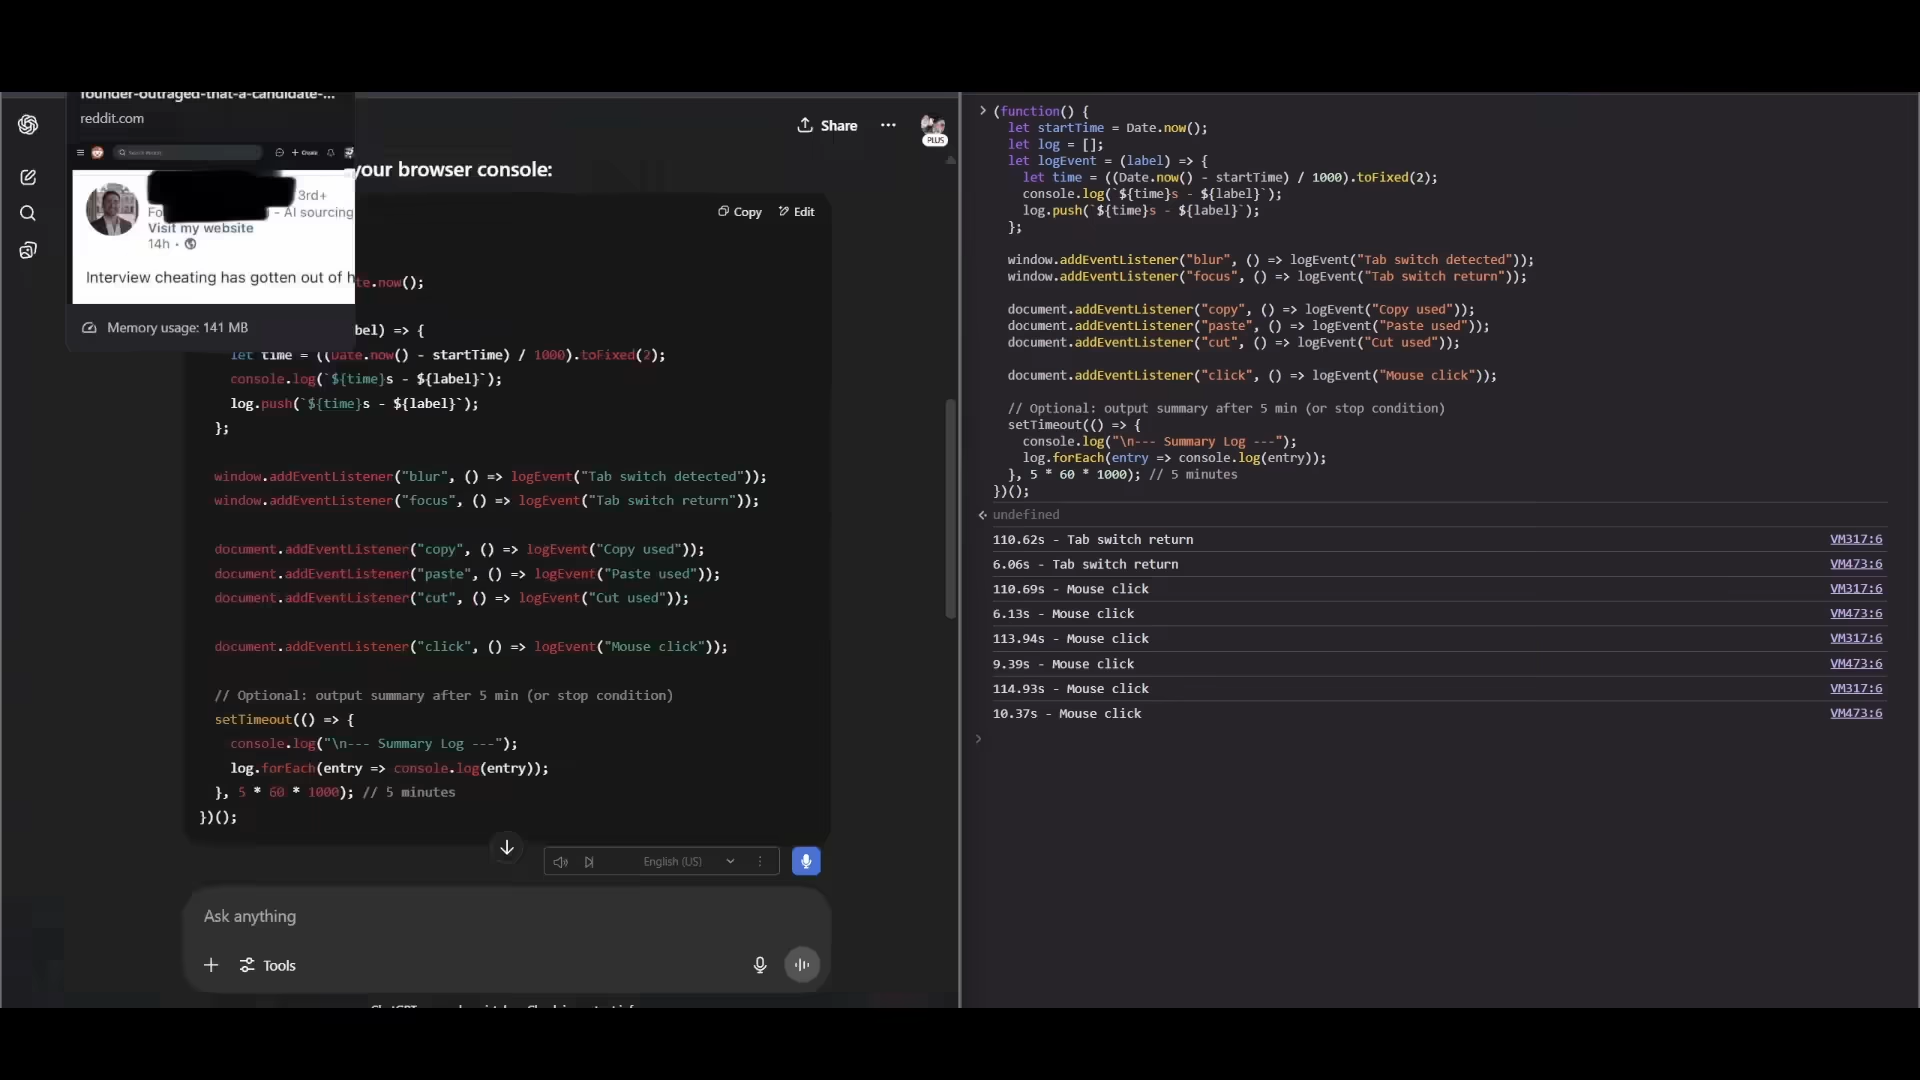 founder-outraged-that-a-candidate-...
reddit.com
Share
PLUS
3rd+
- AI sourcing
Visit my website
14h •
Interview cheating has gotten out of h
Memory usage: 141 MB
your browser console:
Copy
Edit
te.now();
bel) => {
let time = ((Date.now() - startTime) / 1000).toFixed(2);
console.log(`${time}s - ${label}`);
log.push(`${time}s - ${label}`);
};
window.addEventListener("blur", () => logEvent("Tab switch detected"));
window.addEventListener("focus", () => logEvent("Tab switch return"));
document.addEventListener("copy", () => logEvent("Copy used"));
document.addEventListener("paste", () => logEvent("Paste used"));
document.addEventListener("cut", () => logEvent("Cut used"));
document.addEventListener("click", () => logEvent("Mouse click"));
// Optional: output summary after 5 min (or stop condition)
setTimeout(() => {
console.log("\n--- Summary Log ---");
log.forEach(entry => console.log(entry));
}, 5 * 60 * 1000); // 5 minutes
})();
English (US)
Ask anything
Tools
(function() {
let startTime = Date.now();
let log = [];
let logEvent = (label) => {
let time = ((Date.now() - startTime) / 1000).toFixed(2);
console.log(`${time}s - ${label}`);
log.push(`${time}s - ${label}`);
};
window.addEventListener("blur", () => logEvent("Tab switch detected"));
window.addEventListener("focus", () => logEvent("Tab switch return"));
document.addEventListener("copy", () => logEvent("Copy used"));
document.addEventListener("paste", () => logEvent("Paste used"));
document.addEventListener("cut", () => logEvent("Cut used"));
document.addEventListener("click", () => logEvent("Mouse click"));
// Optional: output summary after 5 min (or stop condition)
setTimeout(() => {
console.log("\n--- Summary Log ---");
log.forEach(entry => console.log(entry));
}, 5 * 60 * 1000); // 5 minutes
})();
undefined
110.62s - Tab switch return VM317:6
6.06s - Tab switch return VM473:6
110.69s - Mouse click VM317:6
6.13s - Mouse click VM473:6
113.94s - Mouse click VM317:6
9.39s - Mouse click VM473:6
114.93s - Mouse click VM317:6
10.37s - Mouse click VM473:6